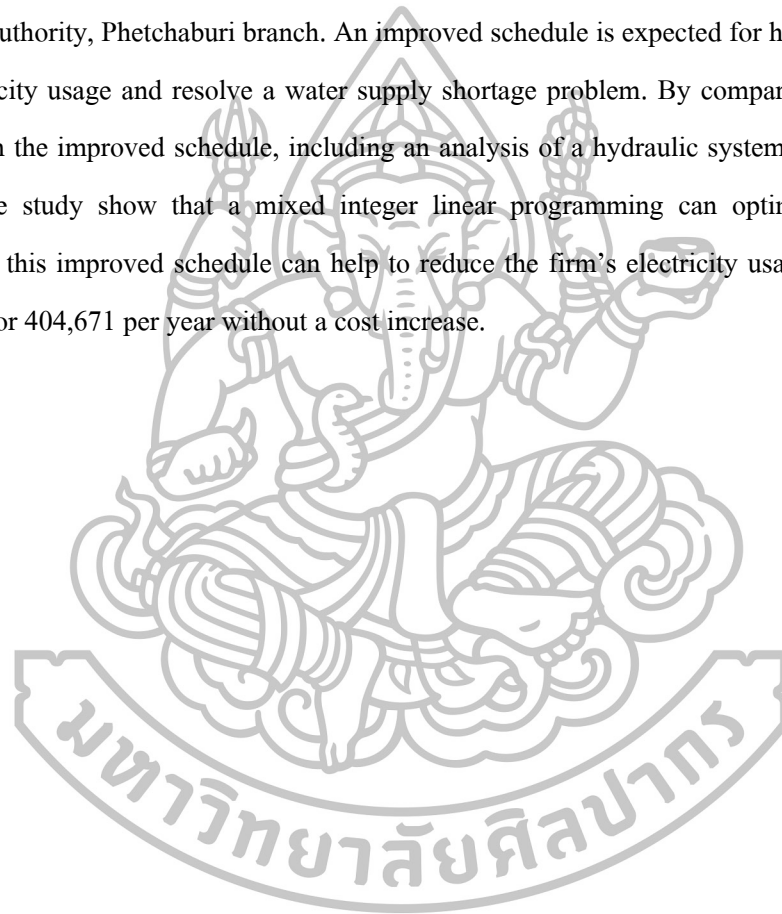 uthority, Phetchaburi branch. An improved schedule is expected for h
city usage and resolve a water supply shortage problem. By compar
n the improved schedule, including an analysis of a hydraulic system
e study show that a mixed integer linear programming can optir
this improved schedule can help to reduce the firm's electricity usa
or 404,671 per year without a cost increase.
มหาวิทยาลัยศิลปากร